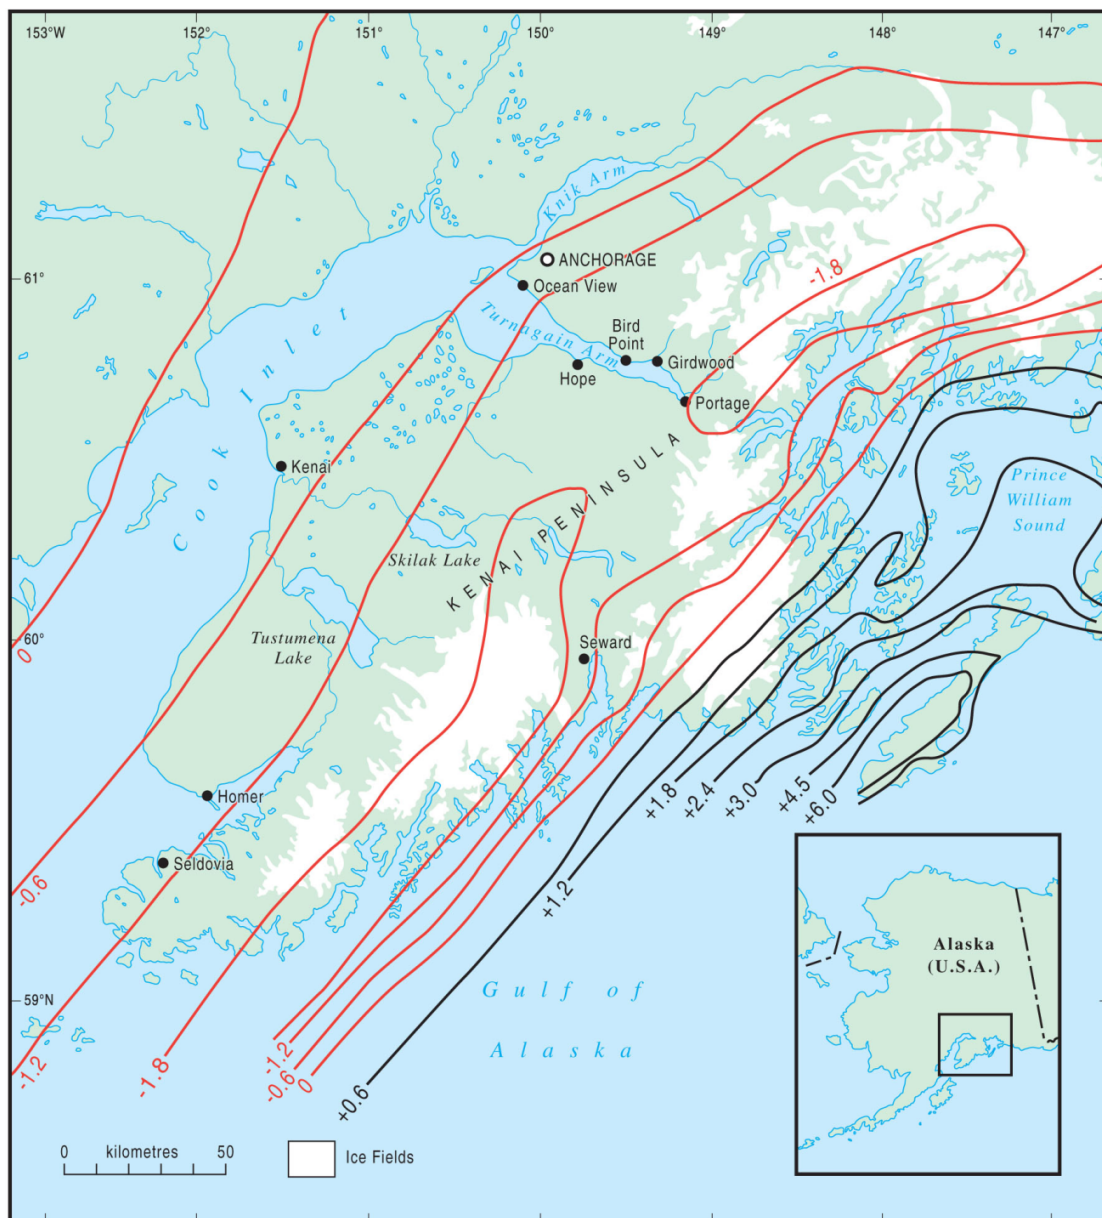 153°W
152°
151°
150°
149°
148°
147°
Knik Arm
61°
ANCHORAGE
-1.8
Ocean View
Cook Inlet
Turnagain Arm
Bird
Point
Girdwood
Hope
Portage
Kenai
KENAI PENINSULA
Prince
William
Sound
Skilak Lake
60°
0
Tustumena
Lake
Seward
Homer
+1.8
+2.4
+3.0
+4.5
+6.0
Seldovia
-0.6
+1.2
59°N
Gulf of
Alaska
-1.2
-1.8
-1.2
-0.6
0
+0.6
Alaska
(U.S.A.)
0 kilometres 50
Ice Fields